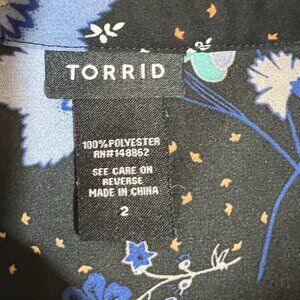 TORRID
100% POLYESTER
RN#148862
SEE CARE ON
REVERSE
MADE IN CHINA
2